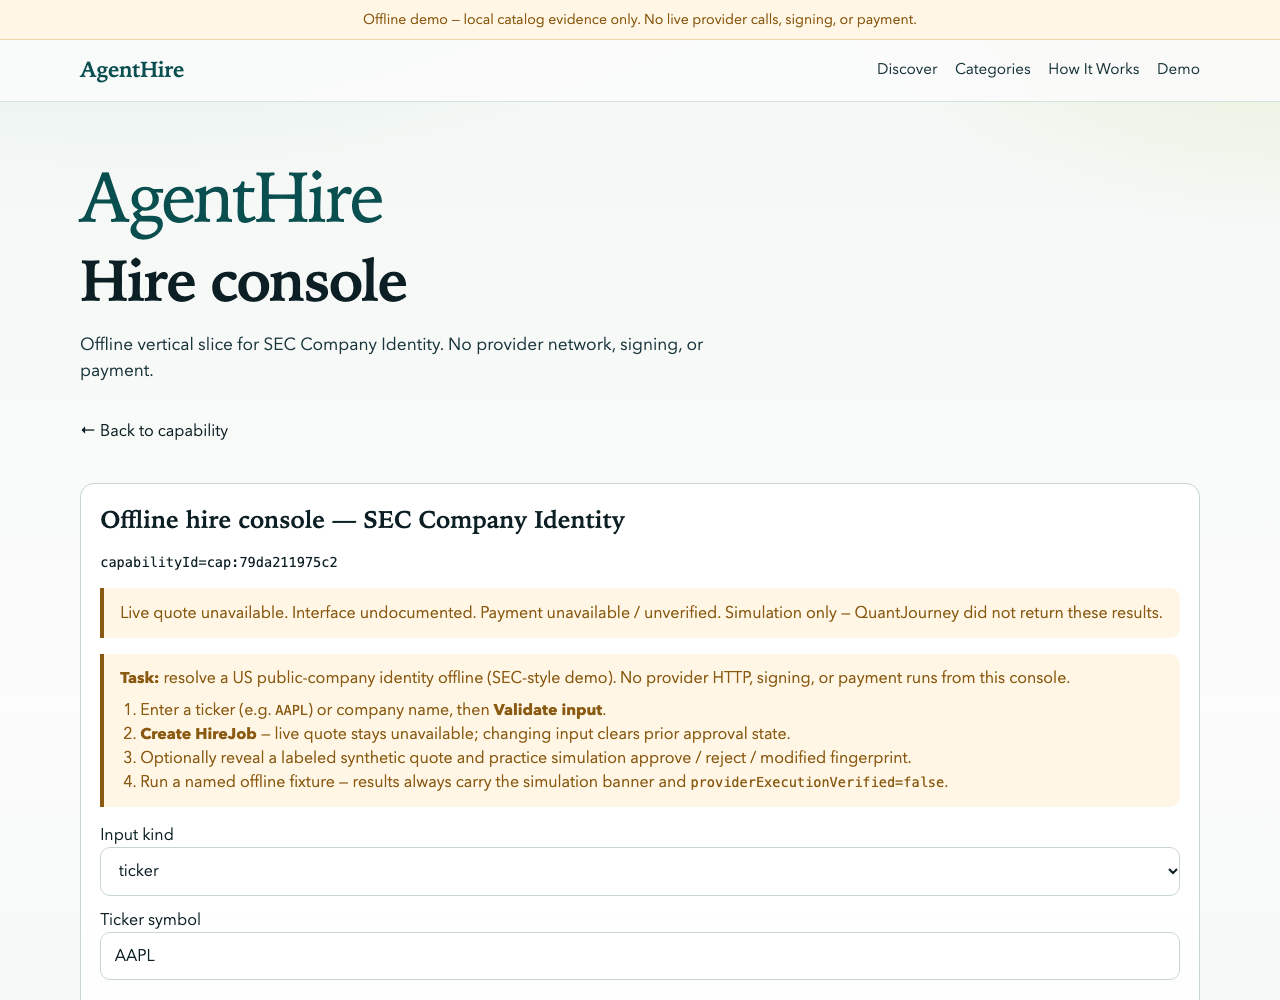 Offline demo — local catalog evidence only. No live provider calls, signing, or payment.
AgentHire
Discover Categories How It Works Demo
AgentHire
Hire console
Offline vertical slice for SEC Company Identity. No provider network, signing, or
payment.
← Back to capability
Offline hire console — SEC Company Identity
capabilityId=cap:79da211975c2
Live quote unavailable. Interface undocumented. Payment unavailable / unverified. Simulation only — QuantJourney did not return these results.
Task: resolve a US public-company identity offline (SEC-style demo). No provider HTTP, signing, or payment runs from this console.
1. Enter a ticker (e.g. AAPL) or company name, then Validate input.
2. Create HireJob — live quote stays unavailable; changing input clears prior approval state.
3. Optionally reveal a labeled synthetic quote and practice simulation approve / reject / modified fingerprint.
4. Run a named offline fixture — results always carry the simulation banner and providerExecutionVerified=false.
Input kind
ticker
Ticker symbol
AAPL